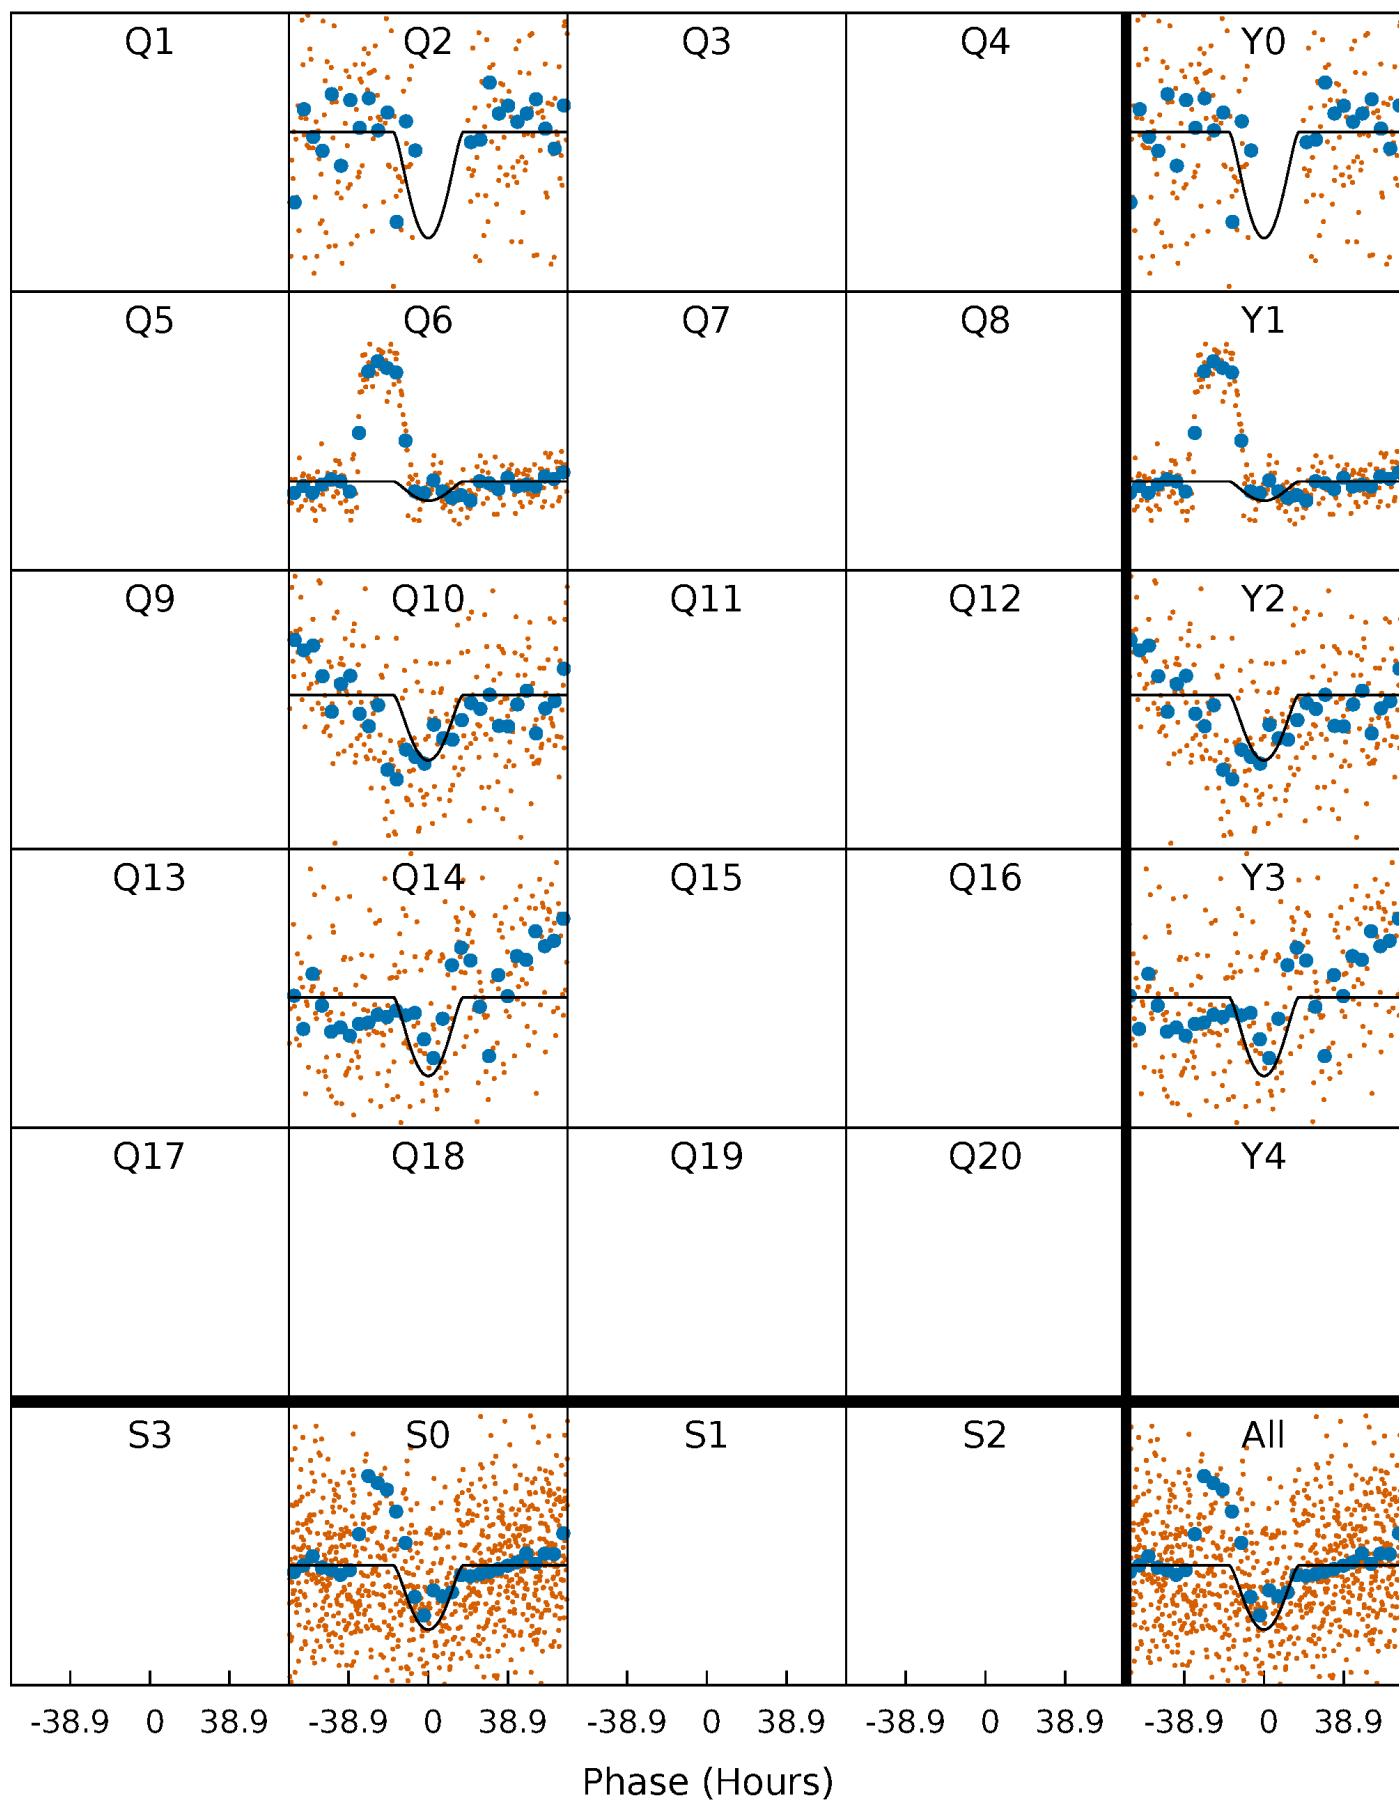 Q1 Q2 Q3 Q4 Y0
Q5 Q6 Q7 Q8 Y1
Q9 Q10 Q11 Q12 Y2
Q13 Q14 Q15 Q16 Y3
Q17 Q18 Q19 Q20 Y4
S3 S0 S1 S2 All
-38.9 0 38.9 -38.9 0 38.9 -38.9 0 38.9 -38.9 0 38.9 -38.9 0 38.9
Phase (Hours)